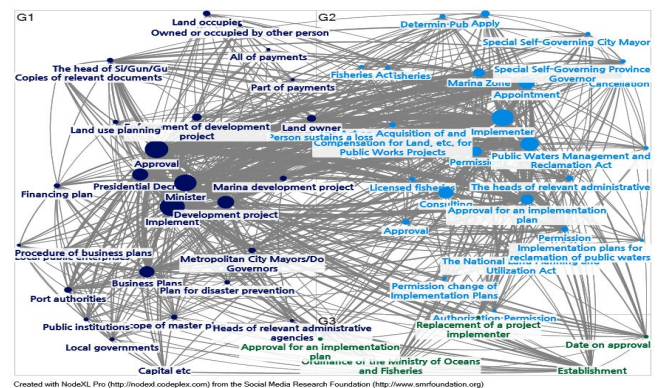 G1
Land occupier
Owned or occupied by other person
All of payments
The head of Si/Gun/Gu
Copies of relevant documents
Part of payments
Land use planning
ment of development
project
Land owner
Person sustains a loss
Approval
Presidential Decr
Minister
Marina development project
Financing plan
Implement
Development project
Procedure of business plans
Metropolitan City Mayors/Do
Governors
Business Plans
Plan for disaster prevention
Port authorities
Public institutions
cope of master p
Heads of relevant administrative
agencies
Local governments
Capital etc
G2
Determin
Pub
Apply
Special Self-Governing City Mayor
Fisheries Act
isheries
Marina Zone
Special Self-Governing Province
Governor
Cancellation
Appointment
Implementer
Acquisition of and
Compensation for Land, etc, for
Public Works Projects
Permissi
Public Waters Management and
Reclamation Act
Licensed fisheries
The heads of relevant administrative
Consulting
Approval for an implementation
plan
Approval
Permission
Implementation plans for
reclamation of public waters
The National
Planning and
Utilization Act
Permission change of
Implementation Plans
Authorization
Permission
G3
Replacement of a project
implementer
Approval for an implementation
plan
Date on approval
Ordinance of the Ministry of Oceans
and Fisheries
Establishment
Created with NodeXL Pro (http://nodexl.codeplex.com) from the Social Media Research Foundation (http://www.smrfoundation.org)